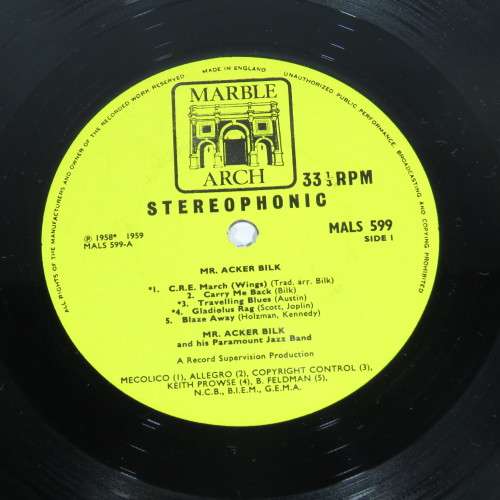 ALL RIGHTS OF THE MANUFACTURERS AND OWNER OF THE RECORDED WORK RESERVED
MADE IN ENGLAND
UNAUTHORIZED PUBLIC PERFORMANCE, BROADCASTING AND COPYING PROHIBITED
MARBLE
ARCH
33 1/3 RPM
STEREOPHONIC
℗ 1958* 1959
MALS 599-A
MALS 599
SIDE 1
MR. ACKER BILK
*1. C.R.E. March (Wings) (Trad. arr. Bilk)
2. Carry Me Back (Bilk)
*3. Travelling Blues (Austin)
*4. Gladiolus Rag (Scott, Joplin)
5. Blaze Away (Holzman, Kennedy)
MR. ACKER BILK
and his Paramount Jazz Band
A Record Supervision Production
MECOLICO (1), ALLEGRO (2), COPYRIGHT CONTROL (3),
KEITH PROWSE (4), B. FELDMAN (5),
N.C.B., B.I.E.M., G.E.M.A.